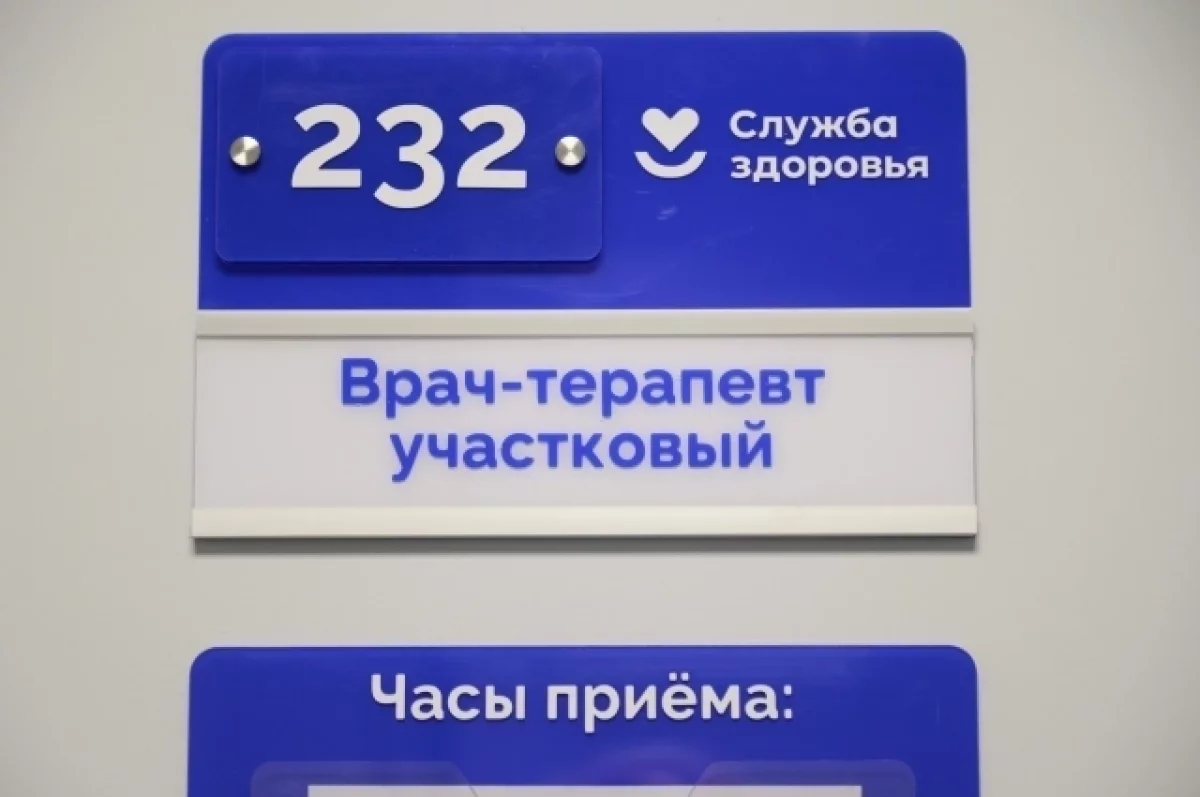 232
Служба
здоровья
Врач-терапевт
участковый
Часы приёма: